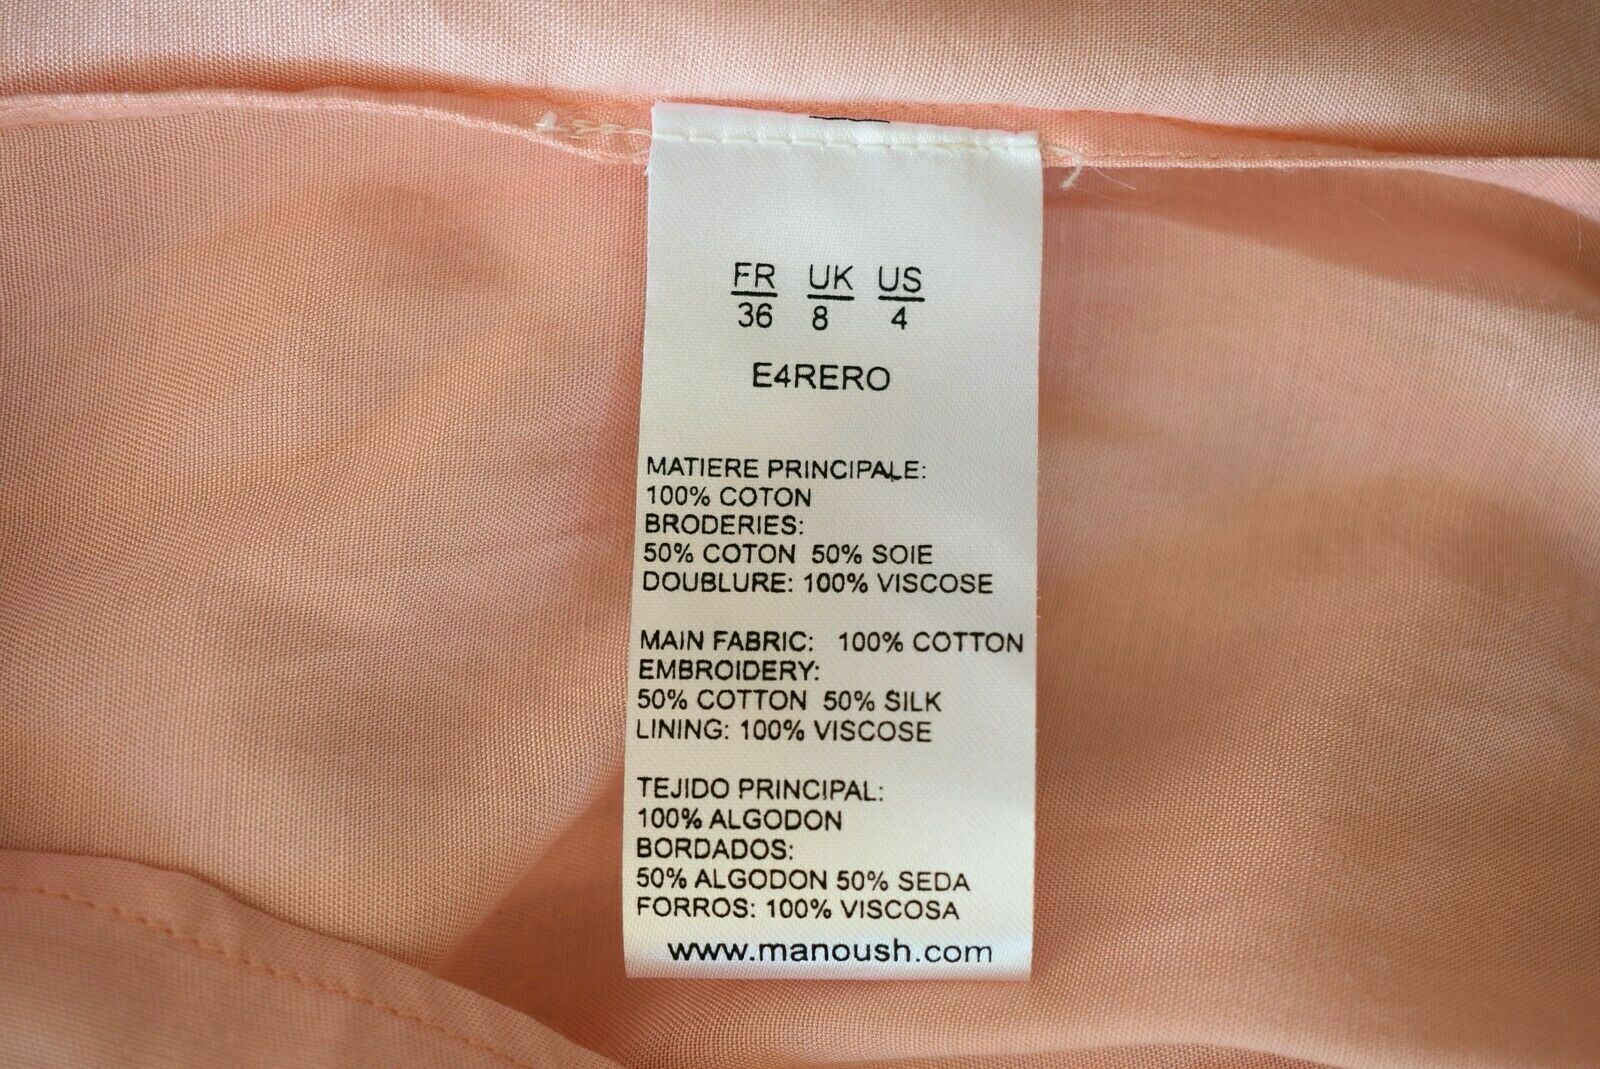 FR UK US
36 8 4
E4RERO
MATIERE PRINCIPALE:
100% COTON
BRODERIES:
50% COTON 50% SOIE
DOUBLURE: 100% VISCOSE
MAIN FABRIC: 100% COTTON
EMBROIDERY:
50% COTTON 50% SILK
LINING: 100% VISCOSE
TEJIDO PRINCIPAL:
100% ALGODON
BORDADOS:
50% ALGODON 50% SEDA
FORROS: 100% VISCOSA
www.manoush.com